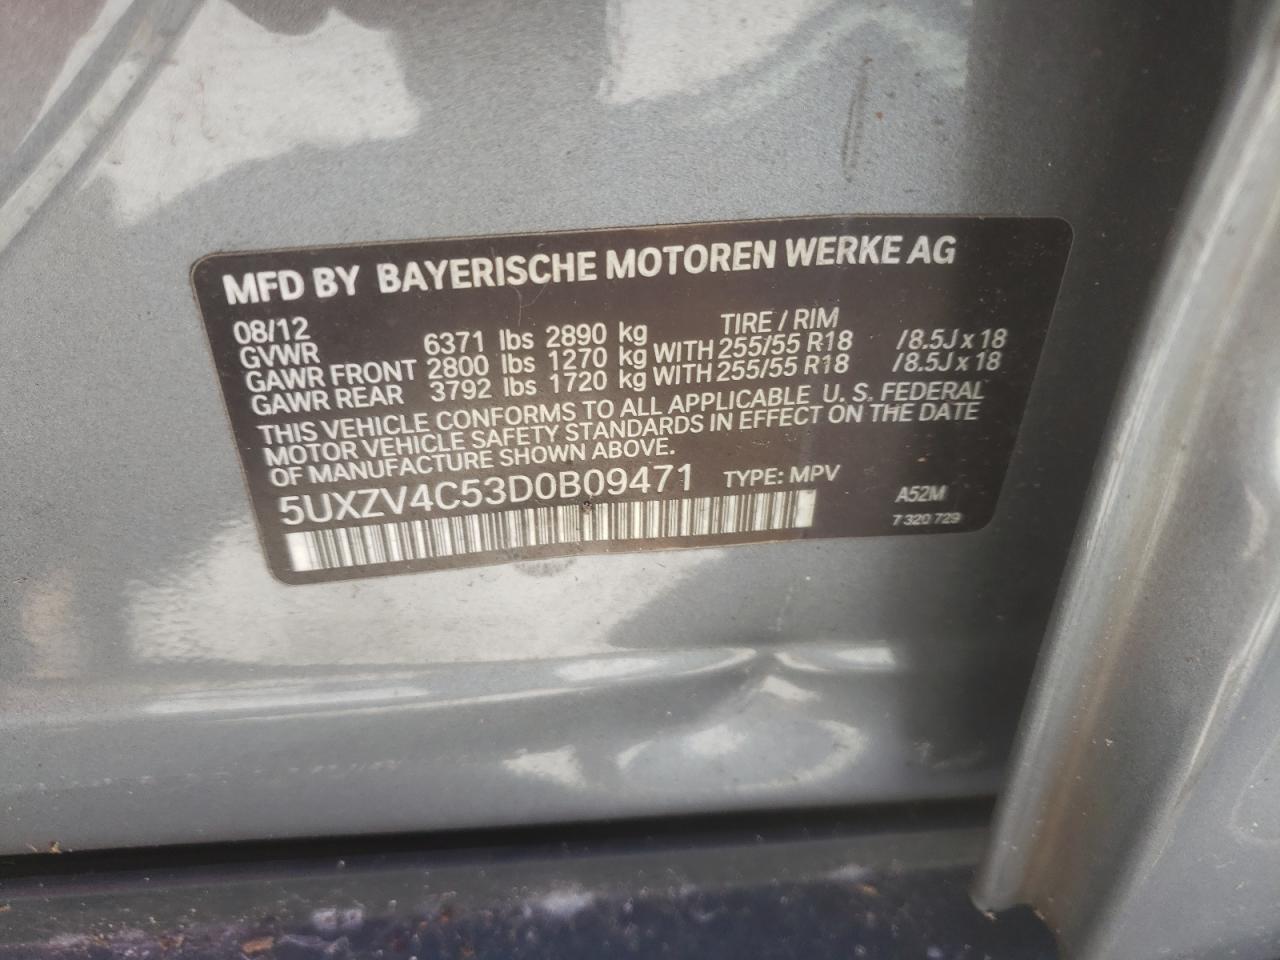 MFD BY BAYERISCHE MOTOREN WERKE AG
08/12 TIRE / RIM
GVWR 6371 lbs 2890 kg
GAWR FRONT 2800 lbs 1270 kg WITH 255/55 R18 /8.5J x 18
GAWR REAR 3792 lbs 1720 kg WITH 255/55 R18 /8.5J x 18
THIS VEHICLE CONFORMS TO ALL APPLICABLE U. S. FEDERAL
MOTOR VEHICLE SAFETY STANDARDS IN EFFECT ON THE DATE
OF MANUFACTURE SHOWN ABOVE.
5UXZV4C53D0B09471 TYPE: MPV
A52M
7 320 729